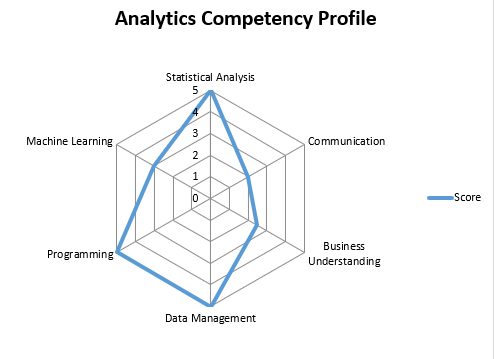 Analytics Competency Profile
Statistical Analysis
5
4
3
2
1
0
Machine Learning
Communication
Score
Programming
Business
Understanding
Data Management